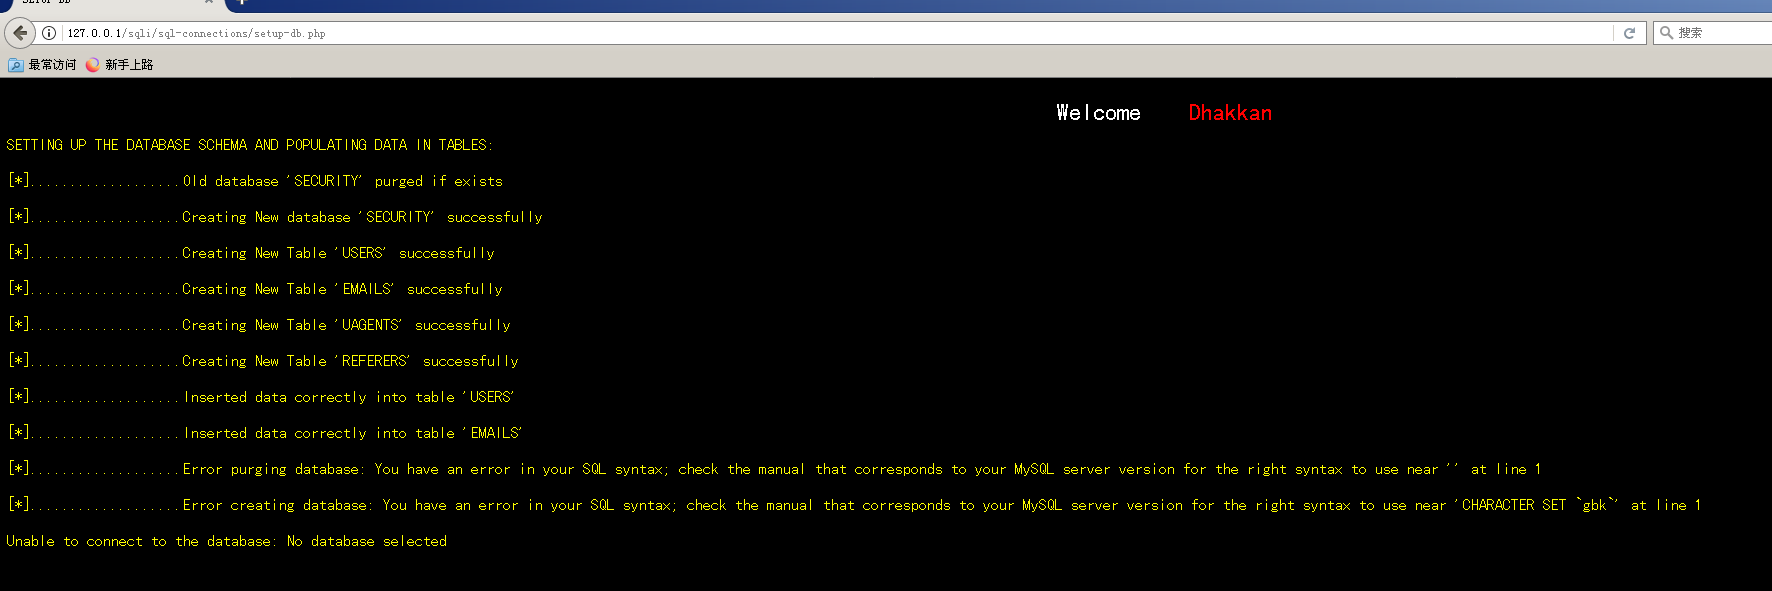 127.0.0.1/sqli/sql-connections/setup-db.php
搜索
最常访问 新手上路
Welcome Dhakkan
SETTING UP THE DATABASE SCHEMA AND POPULATING DATA IN TABLES:
[*]...................Old database 'SECURITY' purged if exists
[*]...................Creating New database 'SECURITY' successfully
[*]...................Creating New Table 'USERS' successfully
[*]...................Creating New Table 'EMAILS' successfully
[*]...................Creating New Table 'UAGENTS' successfully
[*]...................Creating New Table 'REFERERS' successfully
[*]...................Inserted data correctly into table 'USERS'
[*]...................Inserted data correctly into table 'EMAILS'
[*]...................Error purging database: You have an error in your SQL syntax; check the manual that corresponds to your MySQL server version for the right syntax to use near '' at line 1
[*]...................Error creating database: You have an error in your SQL syntax; check the manual that corresponds to your MySQL server version for the right syntax to use near 'CHARACTER SET `gbk`' at line 1
Unable to connect to the database: No database selected